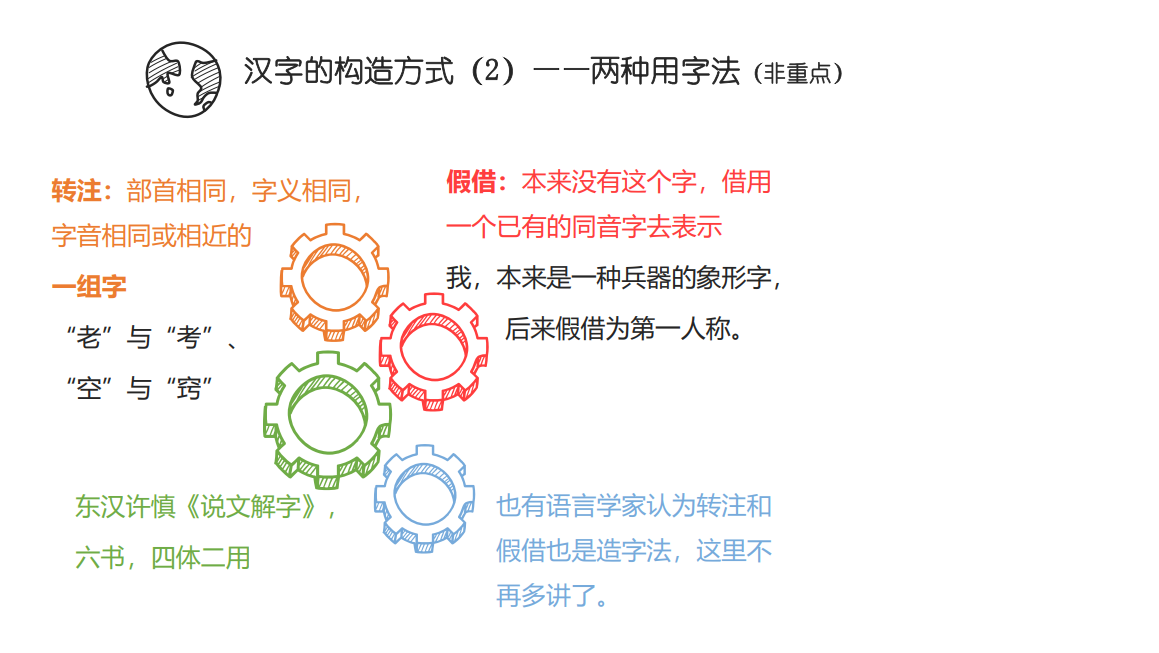 汉字的构造方式（2）——两种用字法（非重点）
转注：部首相同，字义相同，
字音相同或相近的
一组字
“老”与“考”、
“空”与“窍”
假借：本来没有这个字，借用
一个已有的同音字去表示
我，本来是一种兵器的象形字，
后来假借为第一人称。
东汉许慎《说文解字》，
六书，四体二用
也有语言学家认为转注和
假借也是造字法，这里不
再多讲了。